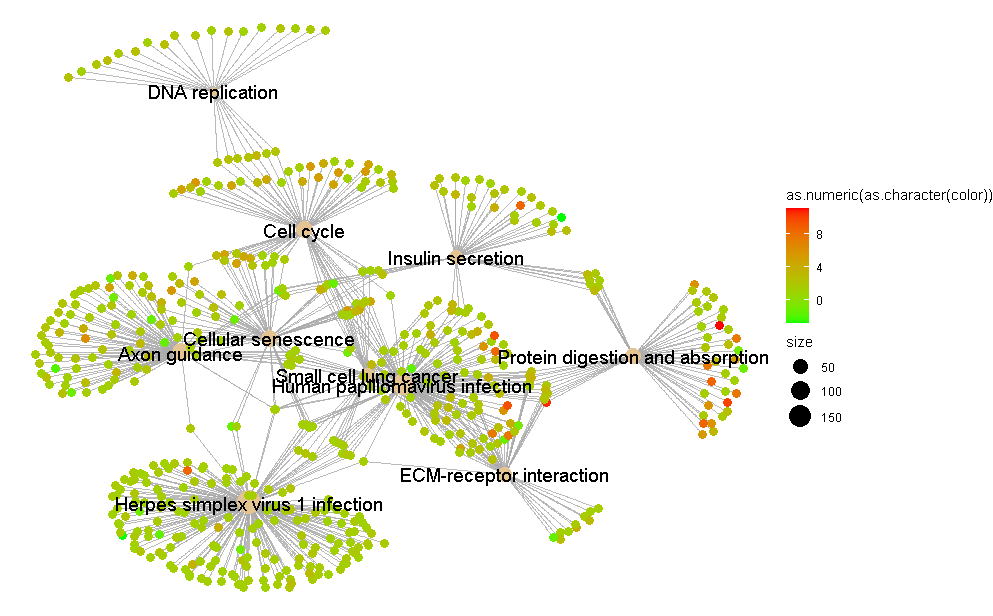 DNA replication
Cell cycle
Insulin secretion
Cellular senescence
Axon guidance
Protein digestion and absorption
Small cell lung cancer
Human papillomavirus infection
ECM-receptor interaction
Herpes simplex virus 1 infection
as.numeric(as.character(color))
8
4
0
size
50
100
150